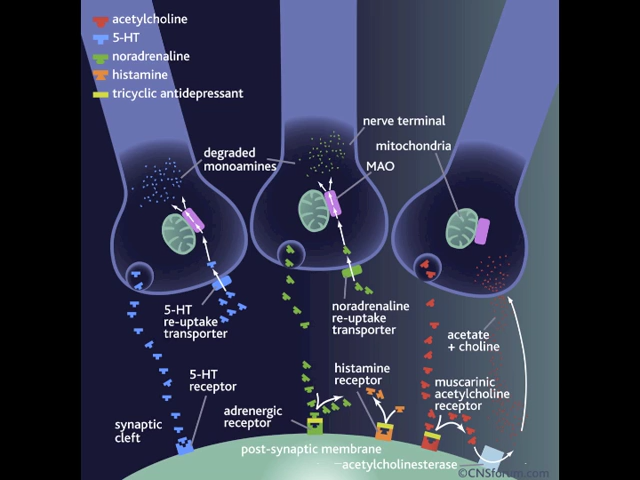 acetylcholine
5-HT
noradrenaline
histamine
tricyclic antidepressant
nerve terminal
mitochondria
degraded
monoamines
MAO
5-HT
re-uptake
transporter
noradrenaline
re-uptake
transporter
acetate
+ choline
5-HT
receptor
histamine
receptor
muscarinic
acetylcholine
receptor
adrenergic
receptor
synaptic
cleft
post-synaptic membrane
acetylcholinesterase
©CNSforum.com